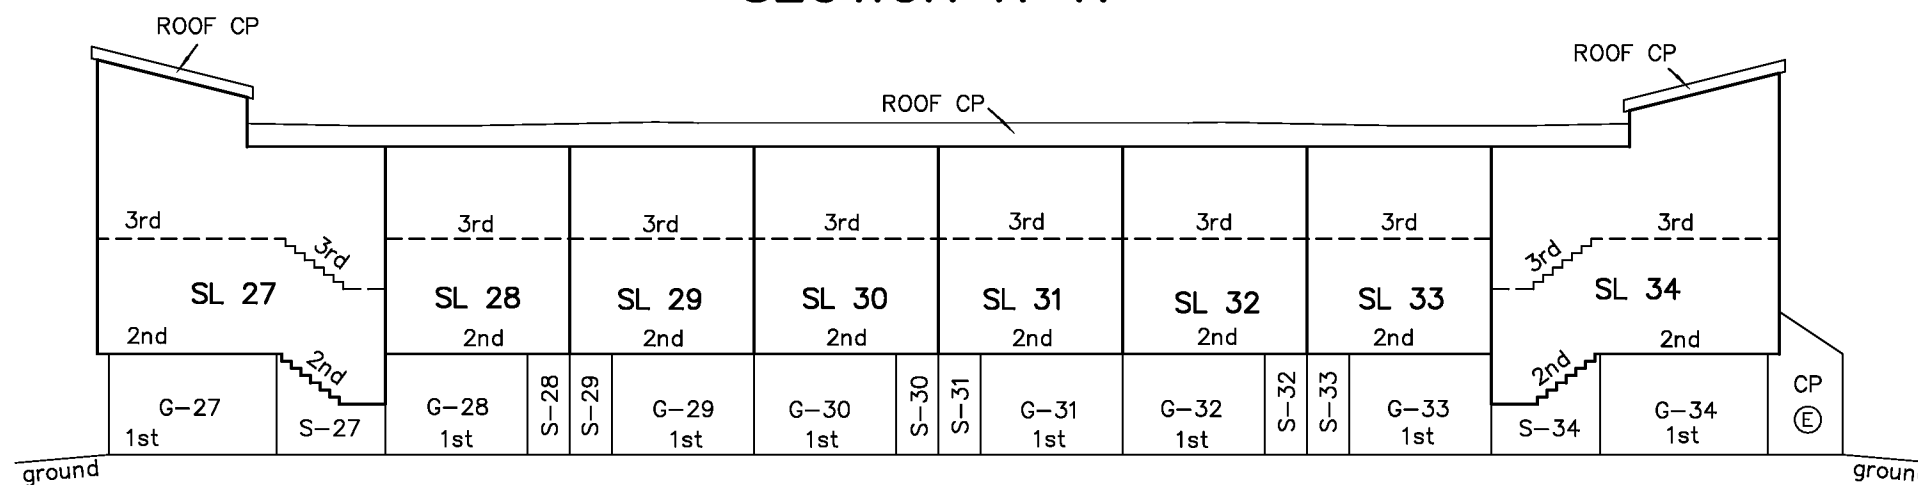 ROOF CP
ROOF CP
ROOF CP
3rd 3rd 3rd 3rd 3rd 3rd 3rd 3rd
3rd 3rd
SL 27 SL 28 SL 29 SL 30 SL 31 SL 32 SL 33 SL 34
2nd 2nd 2nd 2nd 2nd 2nd 2nd 2nd
2nd 2nd
G-27 S-27 G-28 S-28 S-29 G-29 G-30 S-30 S-31 G-31 G-32 S-32 S-33 G-33 S-34 G-34 CP E
1st 1st 1st 1st 1st 1st 1st 1st
ground groun